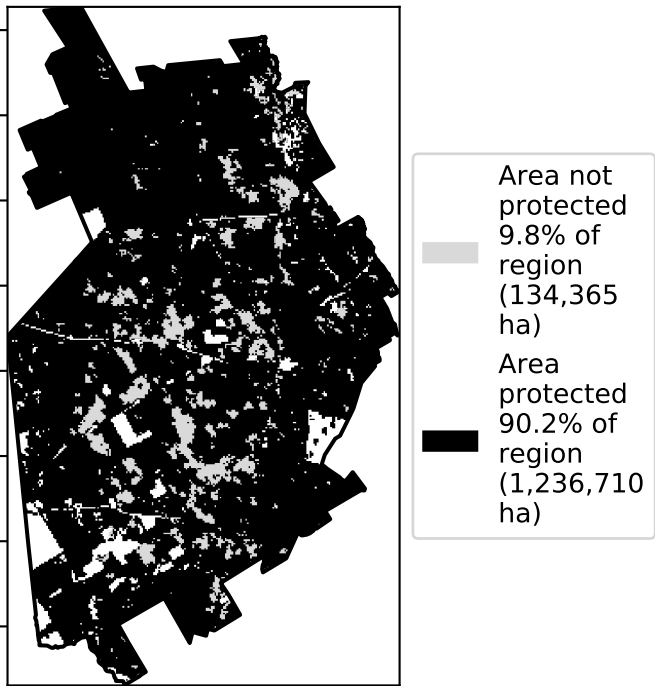 Area not
protected
9.8% of
region
(134,365
ha)
Area
protected
90.2% of
region
(1,236,710
ha)